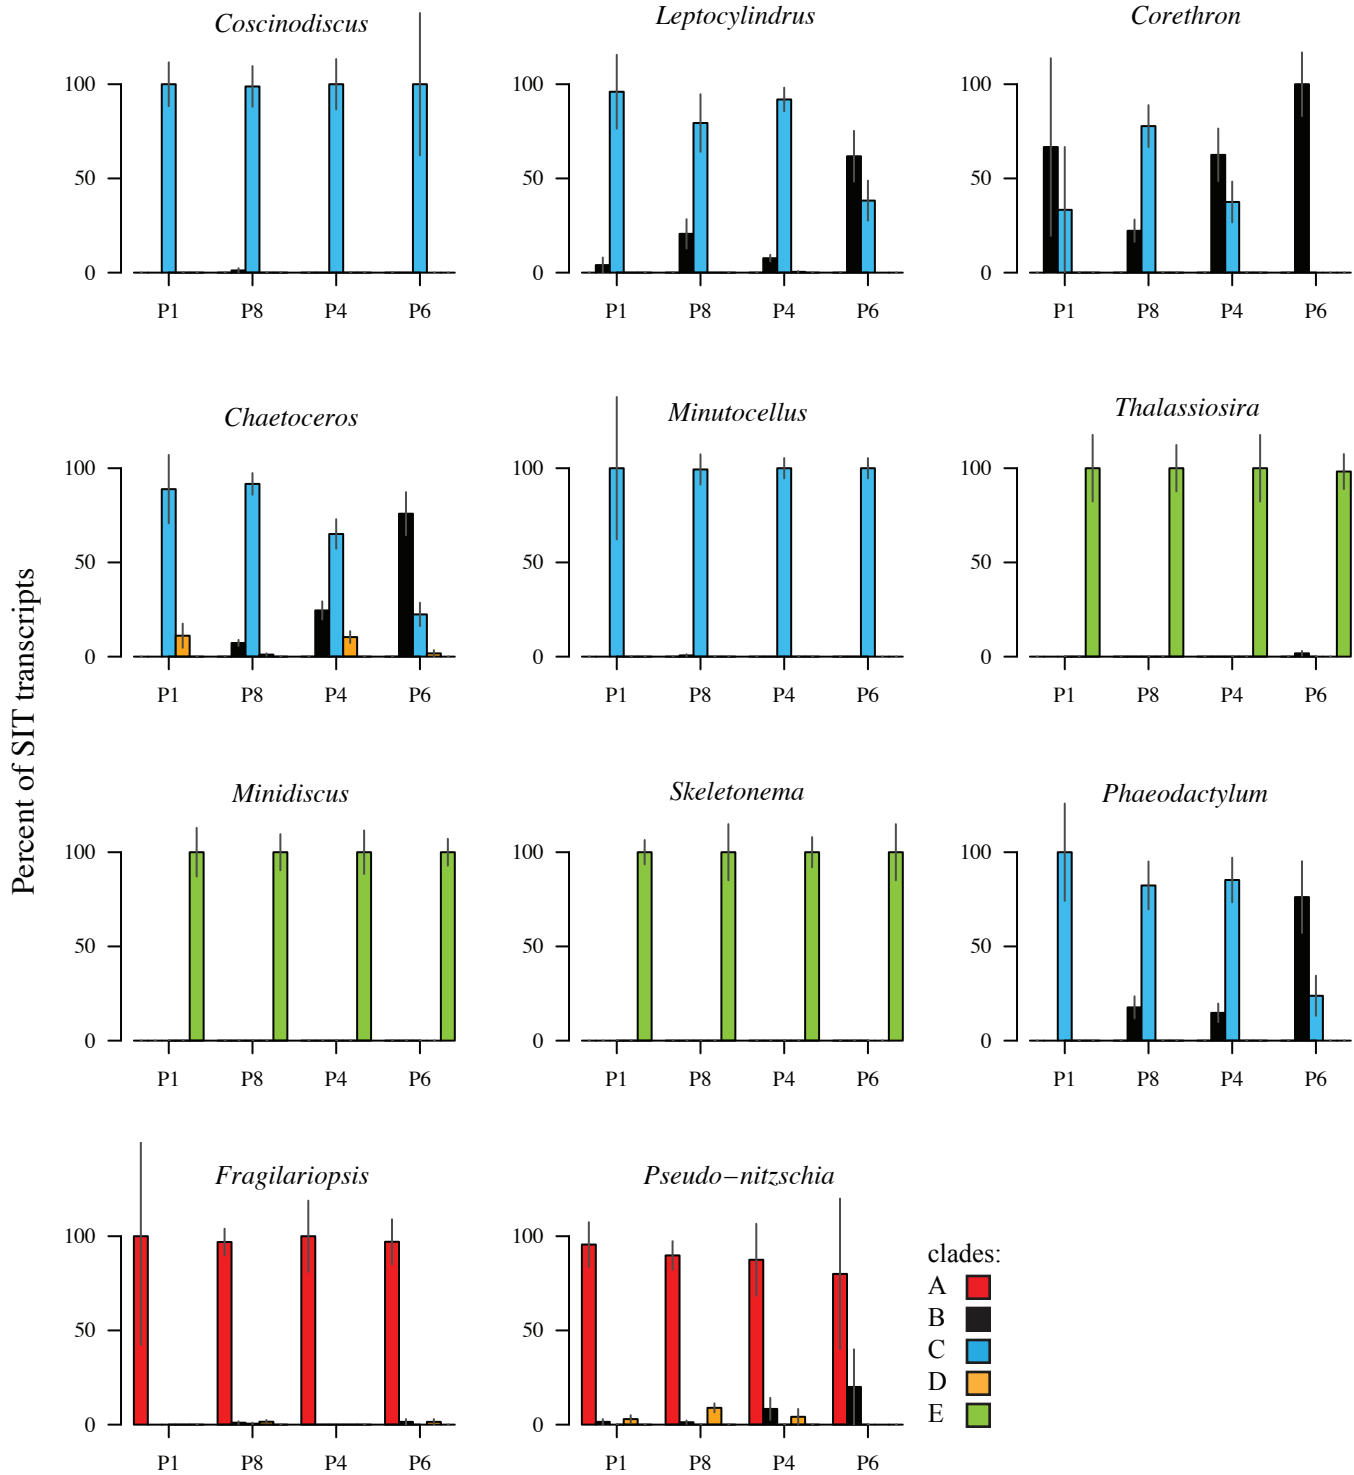 Coscinodiscus
Leptocylindrus
Corethron
100
50
0
P1 P8 P4 P6
100
50
0
P1 P8 P4 P6
100
50
0
P1 P8 P4 P6
Chaetoceros
Minutocellus
Thalassiosira
100
50
0
P1 P8 P4 P6
100
50
0
P1 P8 P4 P6
100
50
0
P1 P8 P4 P6
Percent of SIT transcripts
Minidiscus
Skeletonema
Phaeodactylum
100
50
0
P1 P8 P4 P6
100
50
0
P1 P8 P4 P6
100
50
0
P1 P8 P4 P6
Fragilariopsis
Pseudo−nitzschia
100
50
0
P1 P8 P4 P6
100
50
0
P1 P8 P4 P6
clades:
A
B
C
D
E